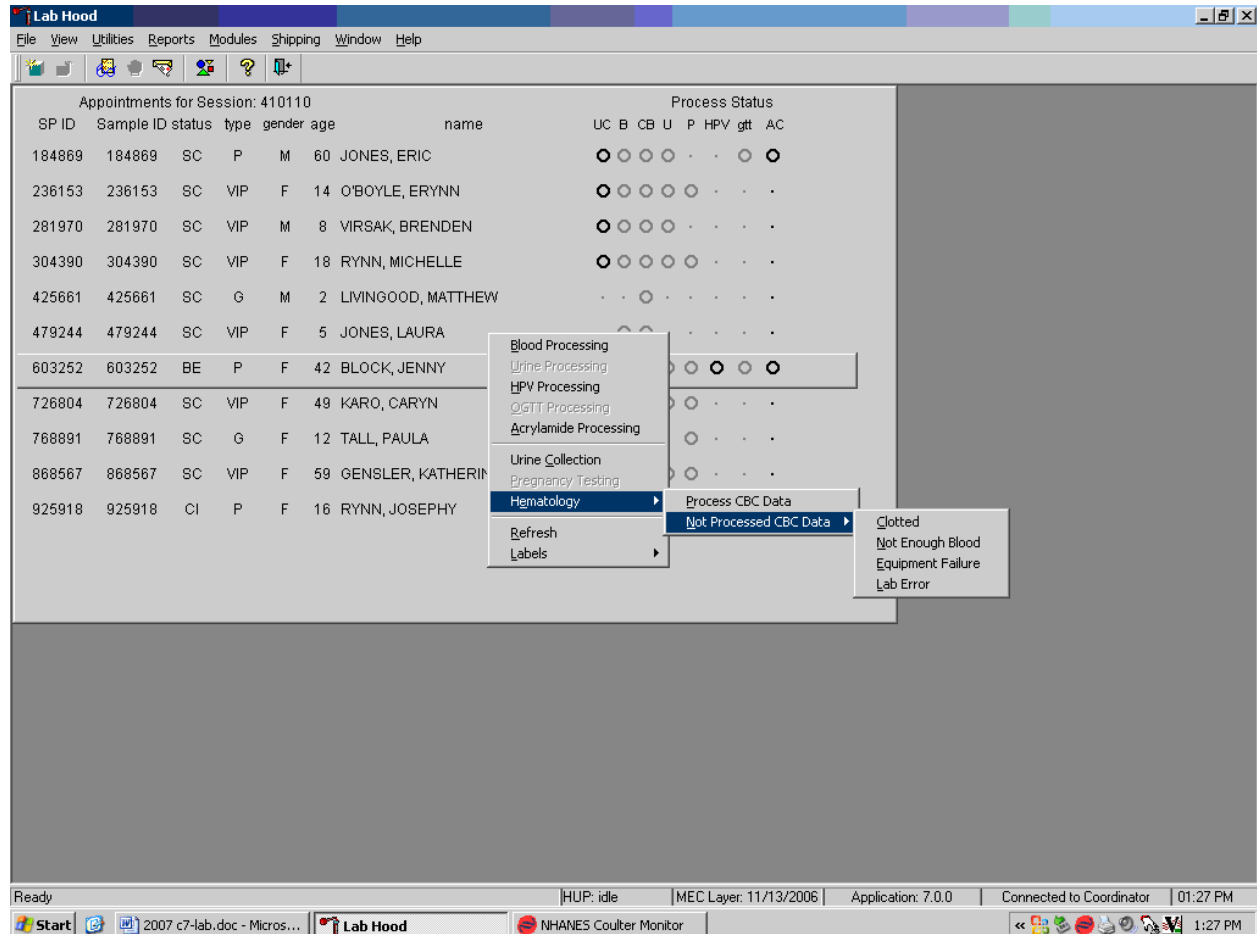 Lab Hood
File View Utilities Reports Modules Shipping Window Help
Appointments for Session: 410110 Process Status
SP ID Sample ID status type gender age name UC B CB U P HPV gtt AC
184869 184869 SC P M 60 JONES, ERIC
236153 236153 SC VIP F 14 O'BOYLE, ERYNN
281970 281970 SC VIP M 8 VIRSAK, BRENDEN
304390 304390 SC VIP F 18 RYNN, MICHELLE
425661 425661 SC G M 2 LIVINGOOD, MATTHEW
479244 479244 SC VIP F 5 JONES, LAURA
603252 603252 BE P F 42 BLOCK, JENNY
726804 726804 SC VIP F 49 KARO, CARYN
768891 768891 SC G F 12 TALL, PAULA
868567 868567 SC VIP F 59 GENSLER, KATHERIN
925918 925918 CI P F 16 RYNN, JOSEPHY
Blood Processing
Urine Processing
HPV Processing
OGTT Processing
Acrylamide Processing
Urine Collection
Pregnancy Testing
Hematology
Refresh
Labels
Process CBC Data
Not Processed CBC Data
Clotted
Not Enough Blood
Equipment Failure
Lab Error
Ready HUP: idle MEC Layer: 11/13/2006 Application: 7.0.0 Connected to Coordinator 01:27 PM
Start 2007 c7-lab.doc - Micros... Lab Hood NHANES Coulter Monitor « 1:27 PM